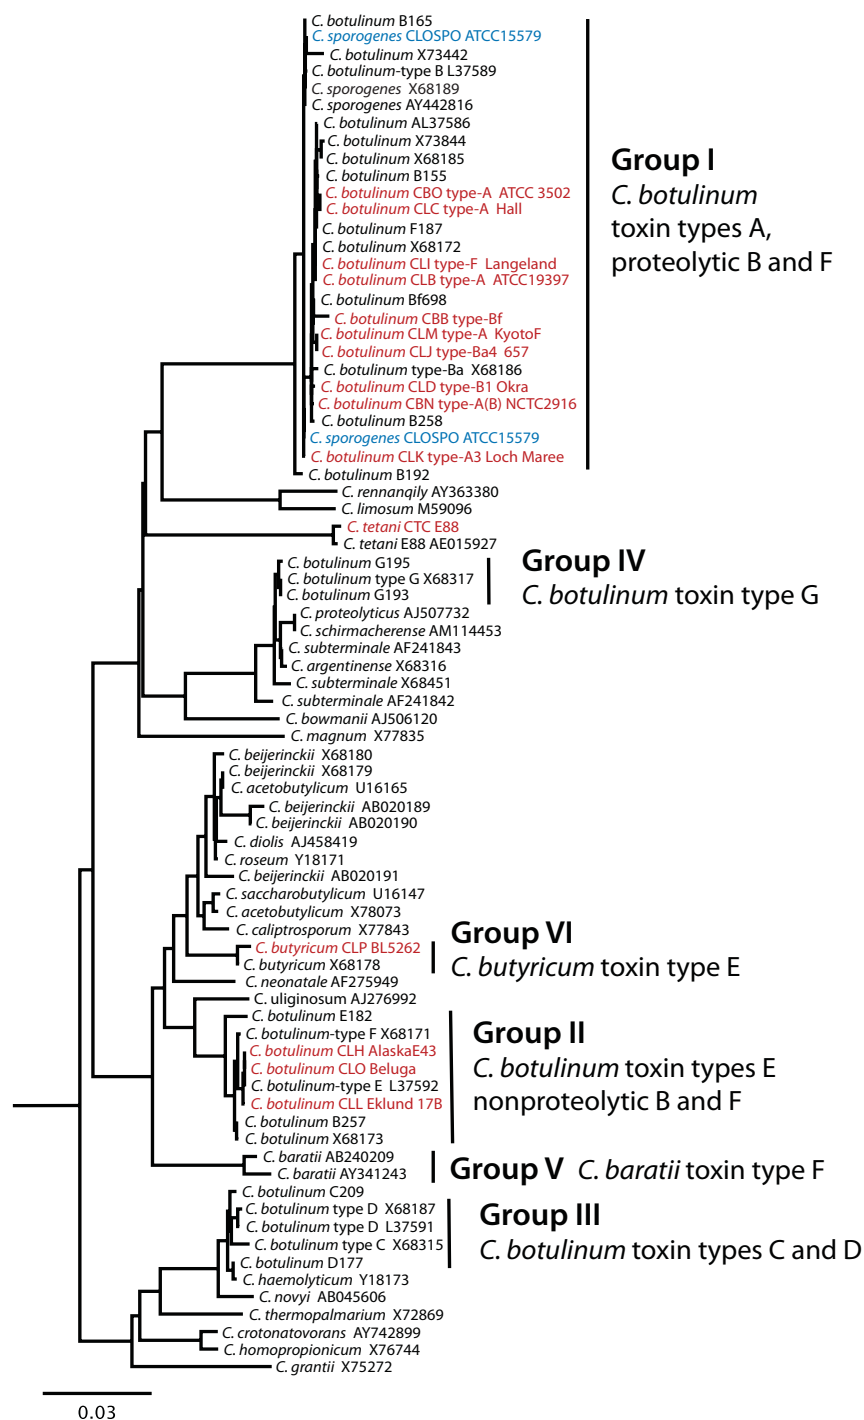 C. botulinum B165
C. sporogenes CLOSPO ATCC15579
C. botulinum X73442
C. botulinum-type B L37589
C. sporogenes X68189
C. sporogenes AY442816
C. botulinum AL37586
C. botulinum X73844
C. botulinum X68185
C. botulinum B155
C. botulinum CBO type-A ATCC 3502
C. botulinum CLC type-A Hall
C. botulinum F187
C. botulinum X68172
C. botulinum CLI type-F Langeland
C. botulinum CLB type-A ATCC19397
C. botulinum Bf698
C. botulinum CBB type-Bf
C. botulinum CLM type-A KyotoF
C. botulinum CLJ type-Ba4 657
C. botulinum type-Ba X68186
C. botulinum CLD type-B1 Okra
C. botulinum CBN type-A(B) NCTC2916
C. botulinum B258
C. sporogenes CLOSPO ATCC15579
C. botulinum CLK type-A3 Loch Maree
C. botulinum B192
Group I
C. botulinum
toxin types A,
proteolytic B and F
C. rennanqily AY363380
C. limosum M59096
C. tetani CTC E88
C. tetani E88 AE015927
C. botulinum G195
C. botulinum type G X68317
C. botulinum G193
Group IV
C. botulinum toxin type G
C. proteolyticus AJ507732
C. schirmacherense AM114453
C. subterminale AF241843
C. argentinense X68316
C. subterminale X68451
C. subterminale AF241842
C. bowmanii AJ506120
C. magnum X77835
C. beijerinckii X68180
C. beijerinckii X68179
C. acetobutylicum U16165
C. beijerinckii AB020189
C. beijerinckii AB020190
C. diolis AJ458419
C. roseum Y18171
C. beijerinckii AB020191
C. saccharobutylicum U16147
C. acetobutylicum X78073
C. caliptrosporum X77843
C. butyricum CLP BL5262
C. butyricum X68178
Group VI
C. butyricum toxin type E
C. neonatale AF275949
C. uliginosum AJ276992
C. botulinum E182
C. botulinum-type F X68171
C. botulinum CLH AlaskaE43
C. botulinum CLO Beluga
C. botulinum-type E L37592
C. botulinum CLL Eklund 17B
C. botulinum B257
C. botulinum X68173
Group II
C. botulinum toxin types E
nonproteolytic B and F
C. baratii AB240209
C. baratii AY341243
Group V C. baratii toxin type F
C. botulinum C209
C. botulinum type D X68187
C. botulinum type D L37591
C. botulinum type C X68315
C. botulinum D177
Group III
C. botulinum toxin types C and D
C. haemolyticum Y18173
C. novyi AB045606
C. thermopalmarium X72869
C. crotonatovorans AY742899
C. homopropionicum X76744
C. grantii X75272
0.03